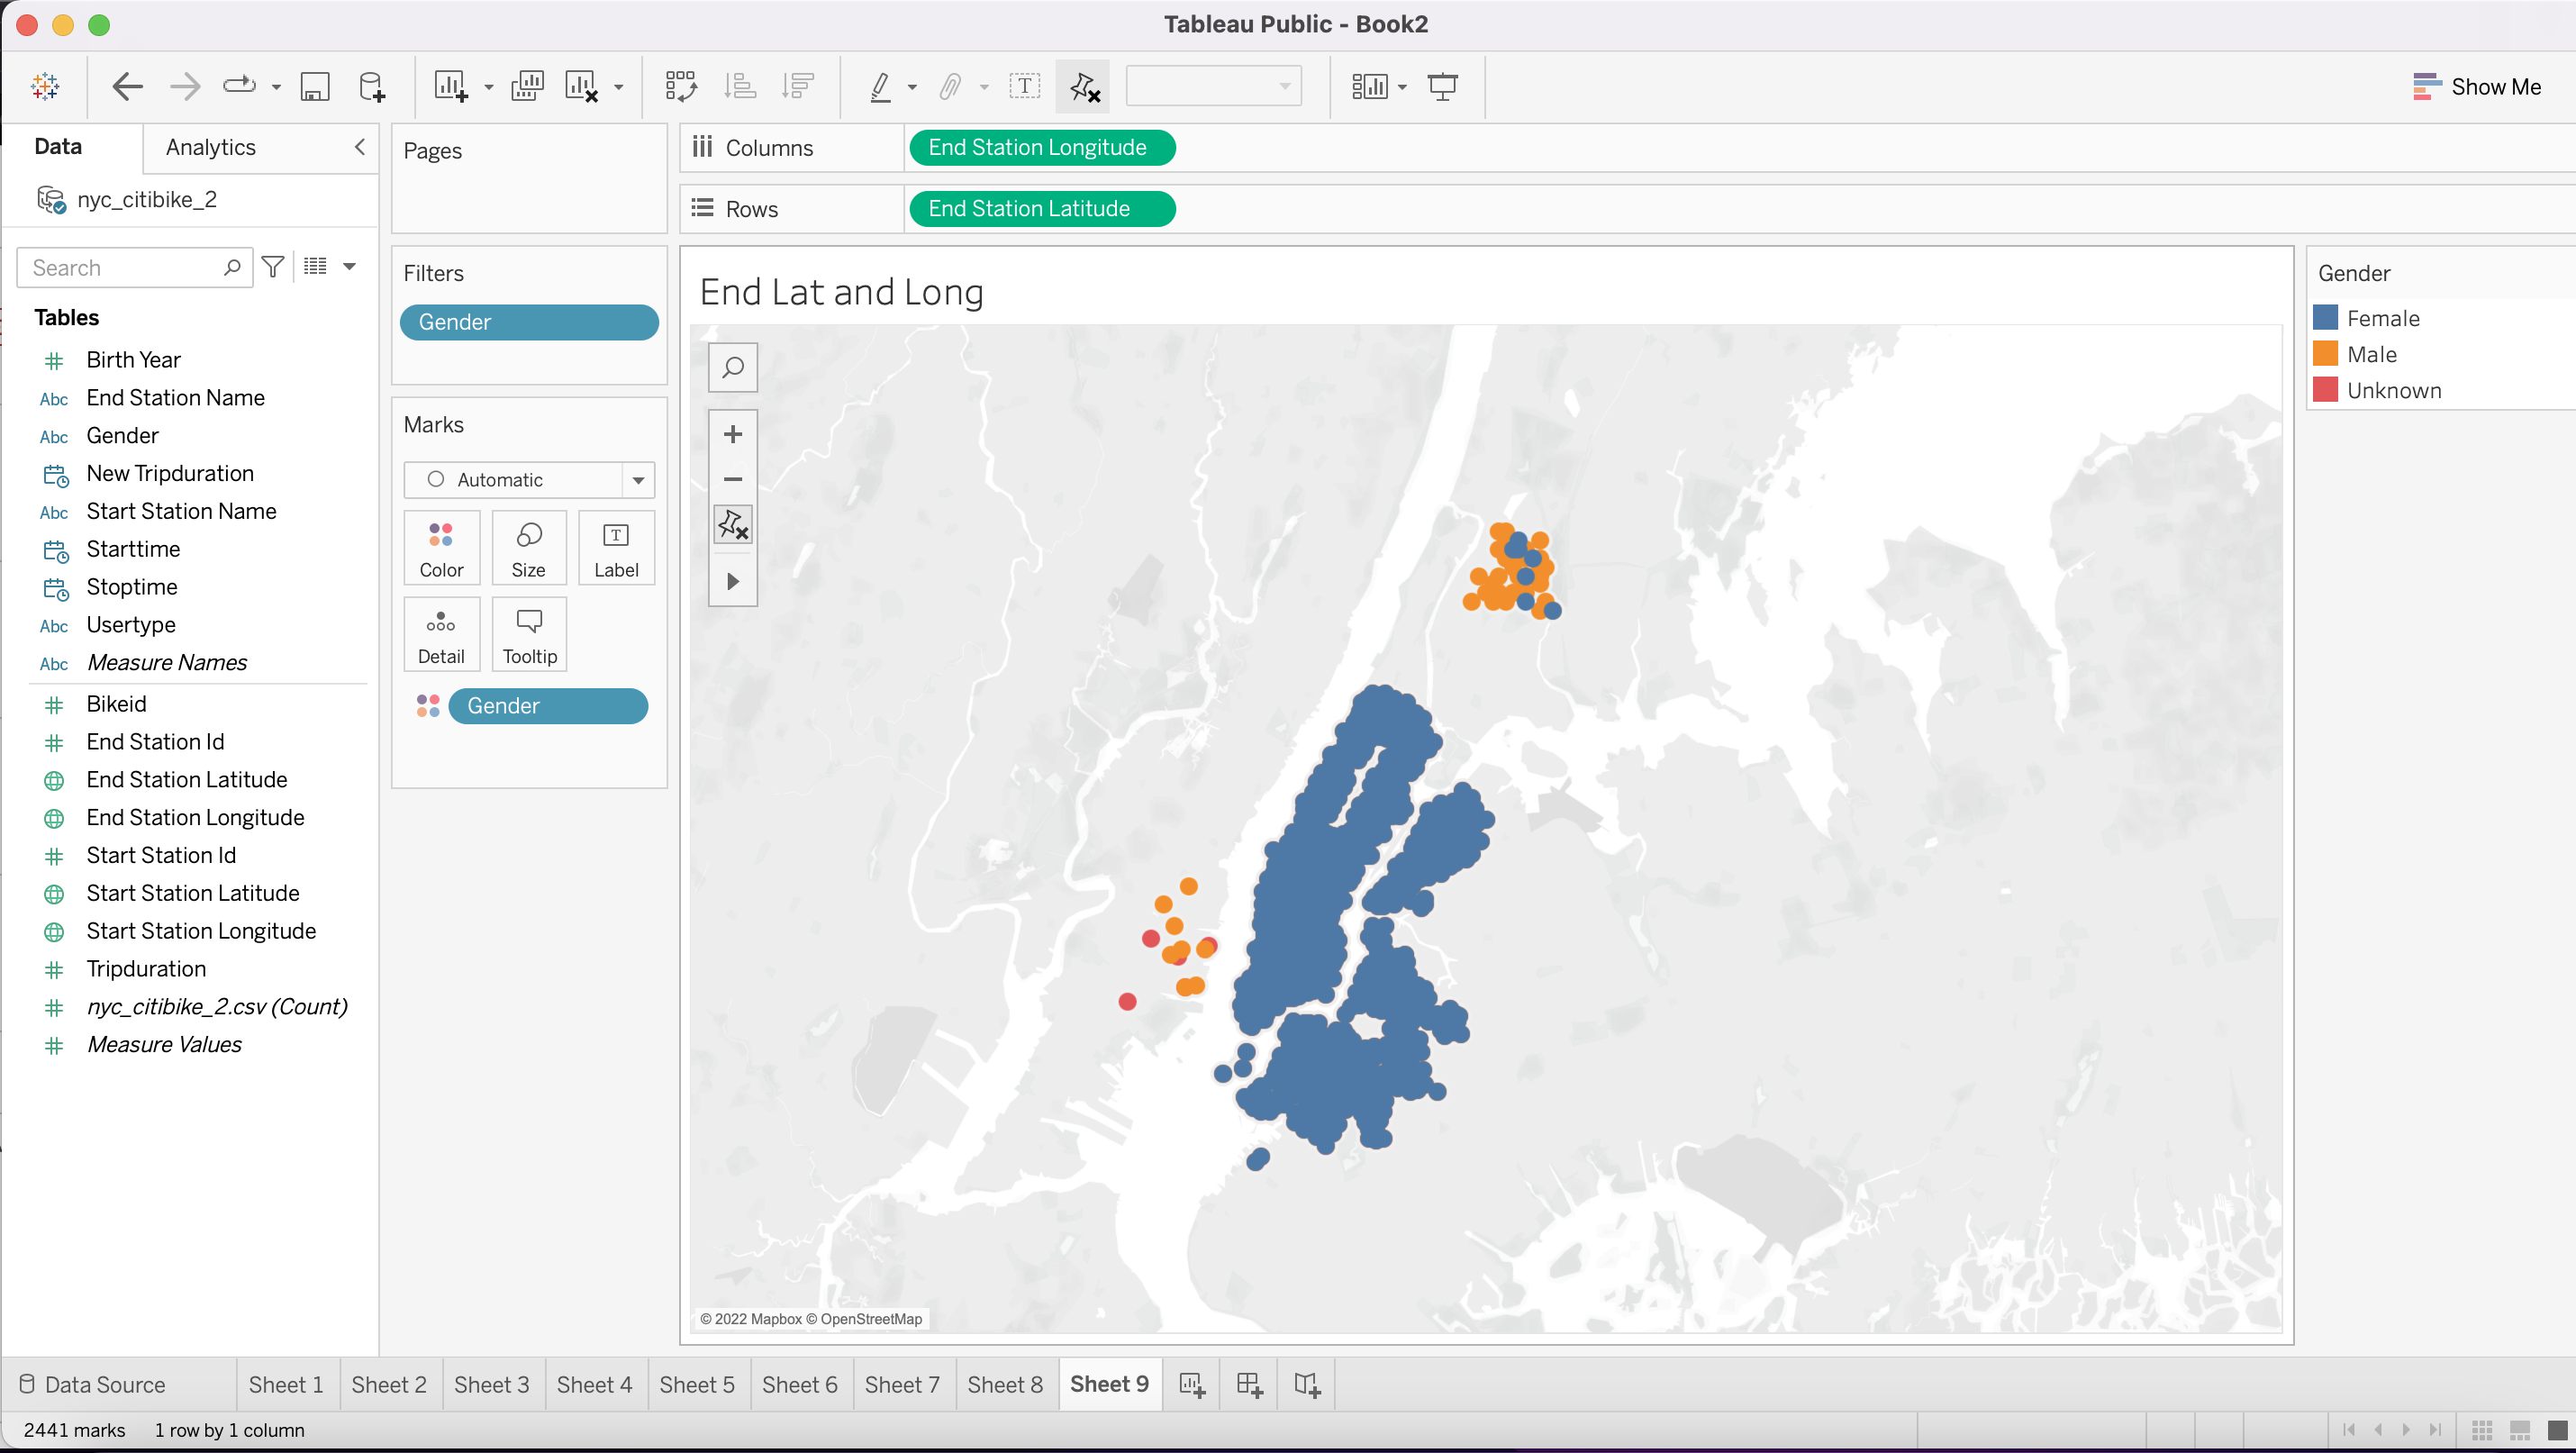 Tableau Public - Book2
Show Me
Data
Analytics
nyc_citibike_2
Search
Tables
Birth Year
Abc End Station Name
Abc Gender
New Tripduration
Abc Start Station Name
Starttime
Stoptime
Abc Usertype
Abc Measure Names
Bikeid
End Station Id
End Station Latitude
End Station Longitude
Start Station Id
Start Station Latitude
Start Station Longitude
Tripduration
nyc_citibike_2.csv (Count)
Measure Values
Pages
Filters
Gender
Marks
Automatic
Color
Size
Label
Detail
Tooltip
Gender
Columns
End Station Longitude
Rows
End Station Latitude
End Lat and Long
© 2022 Mapbox © OpenStreetMap
Gender
Female
Male
Unknown
Data Source
Sheet 1
Sheet 2
Sheet 3
Sheet 4
Sheet 5
Sheet 6
Sheet 7
Sheet 8
Sheet 9
2441 marks
1 row by 1 column